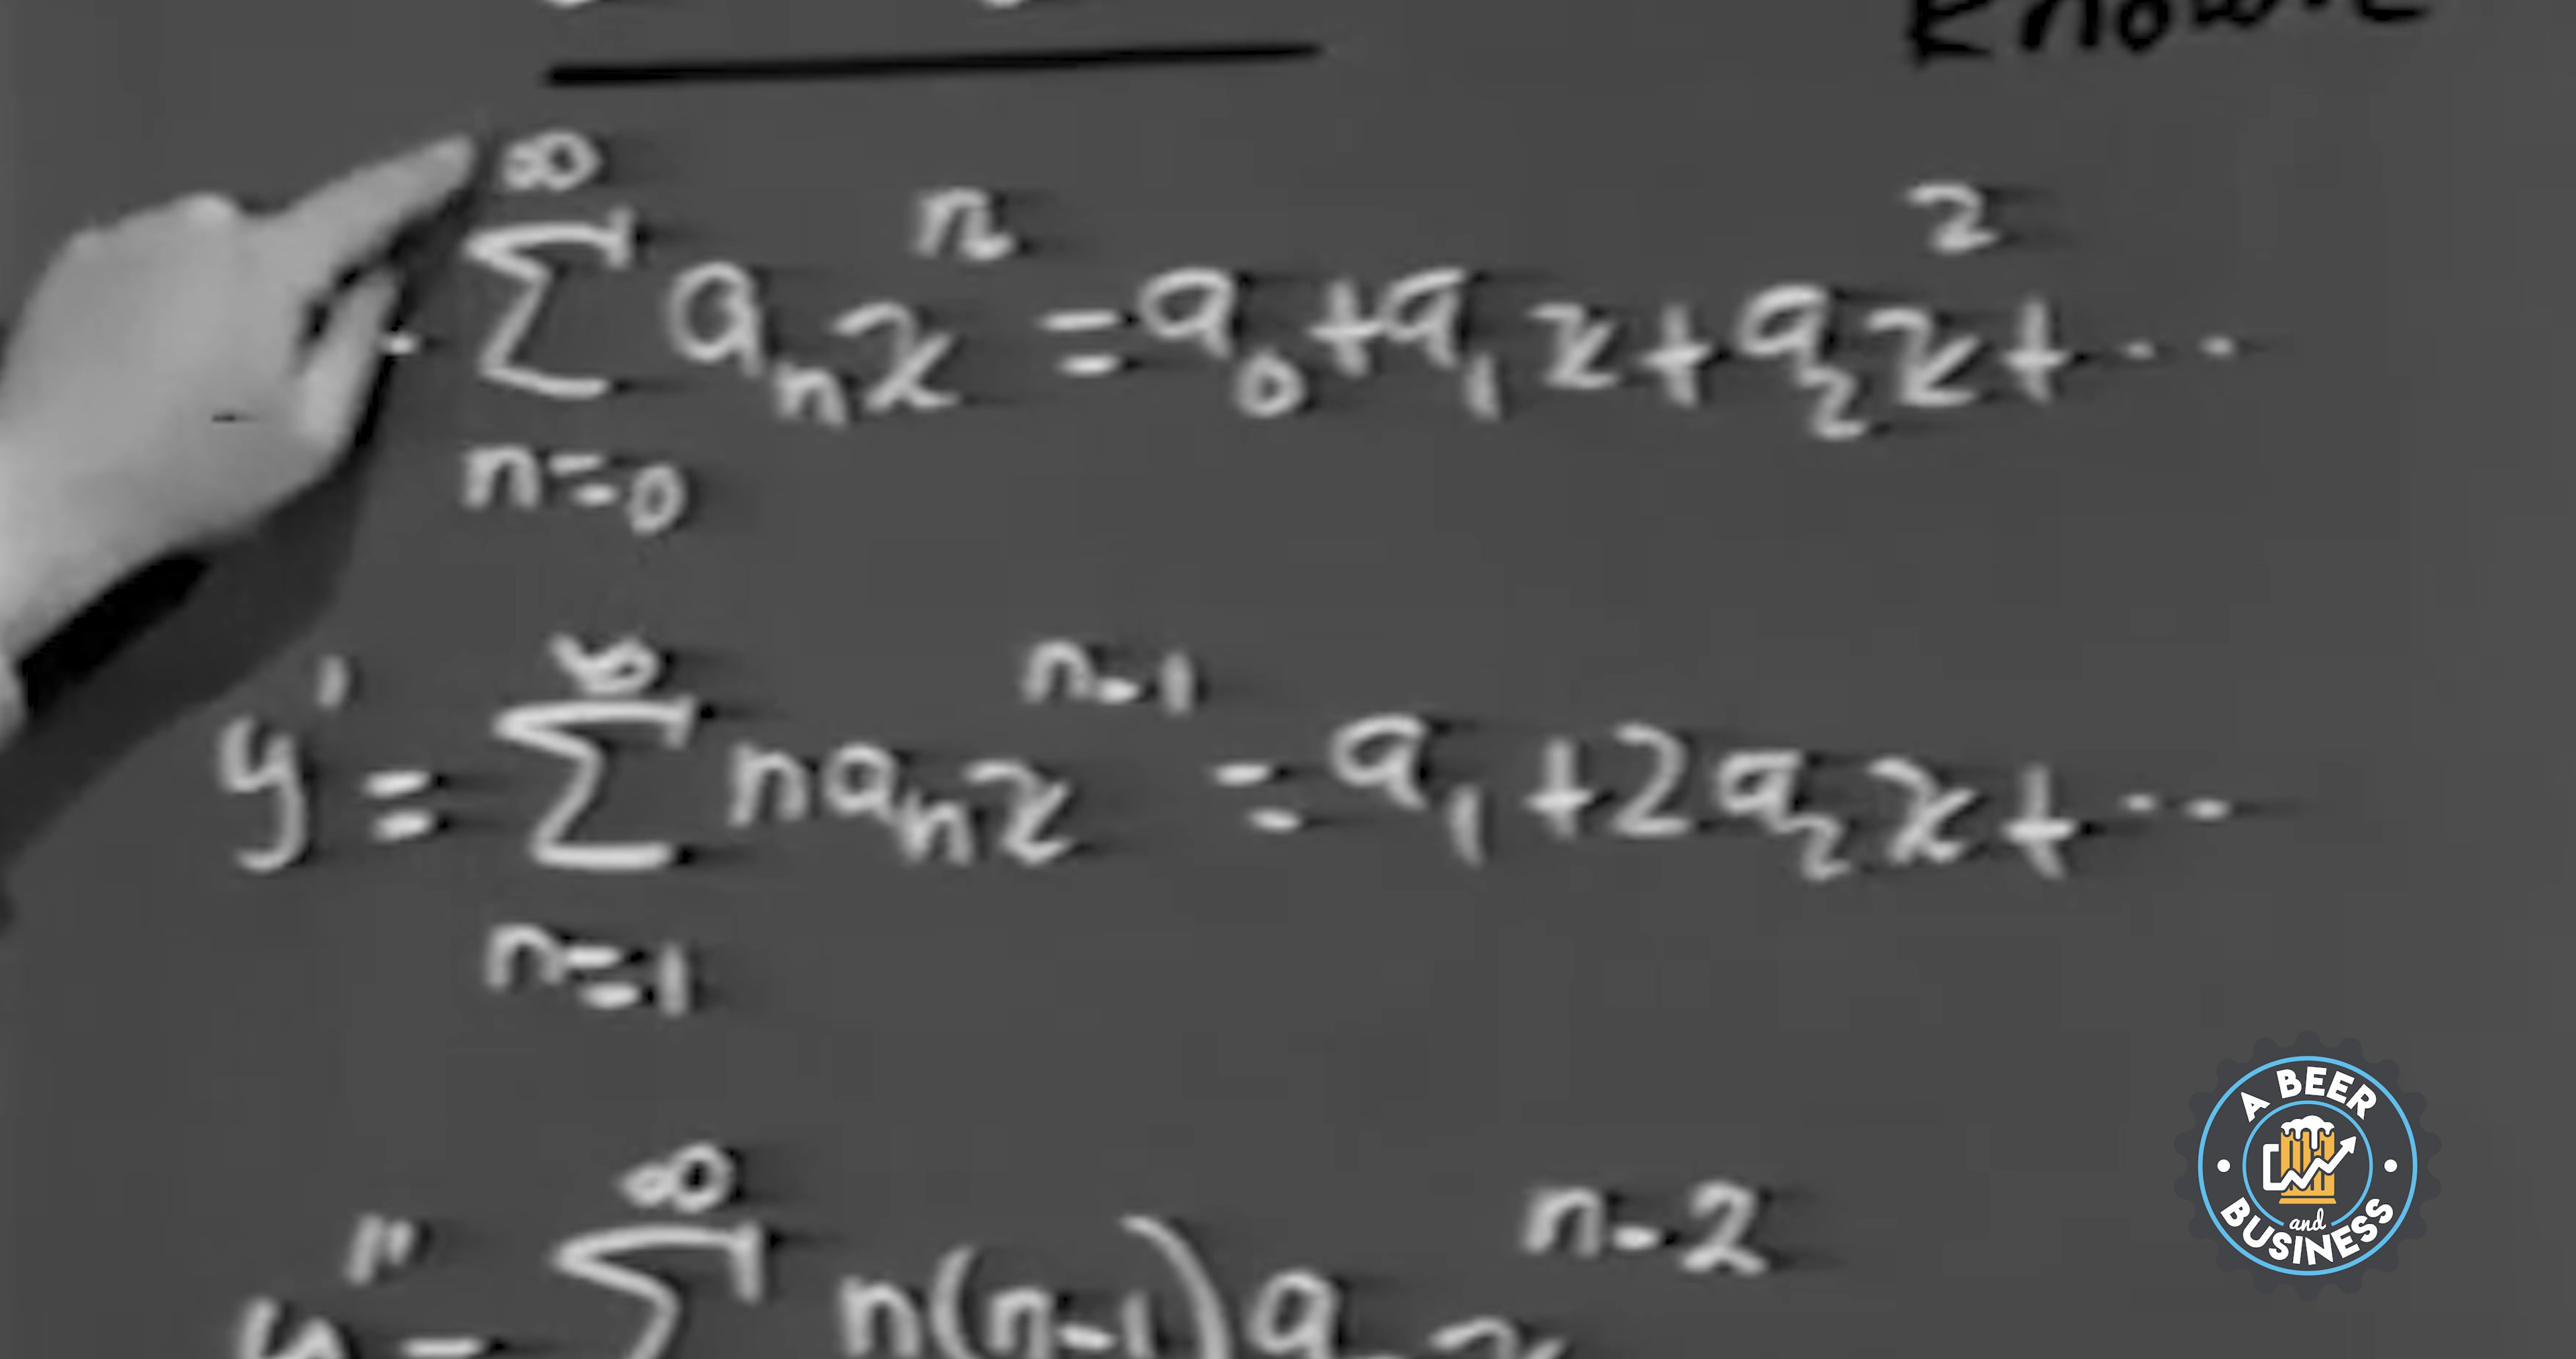 ∞
∑ aₙxⁿ = a₀ + a₁x + a₂x² + ...
n=0
∞
y' = ∑ naₙxⁿ⁻¹ = a₁ + 2a₂x + ...
n=1
∞
y'' = ∑ n(n-1)aₙxⁿ⁻²
A BEER
and
BUSINESS